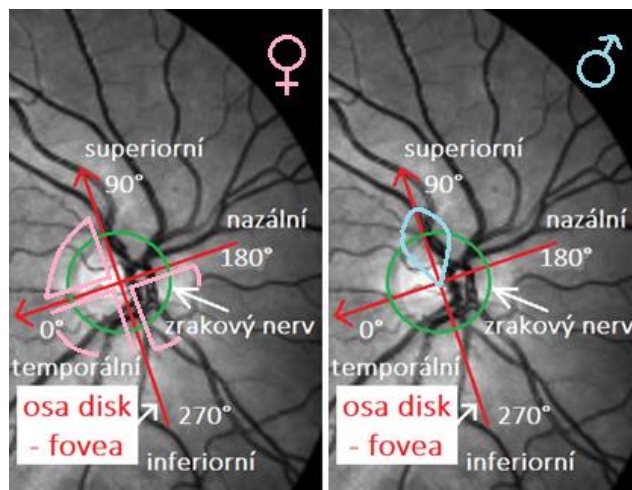 superiorní
90°
nazální
180°
0°
zrakový nerv
temporální
osa disk
- fovea
270°
inferiorní
superiorní
90°
nazální
180°
0°
zrakový nerv
temporální
osa disk
- fovea
270°
inferiorní